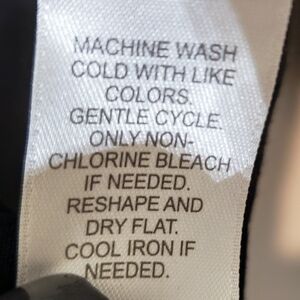 MACHINE WASH
COLD WITH LIKE
COLORS.
GENTLE CYCLE.
ONLY NON-
CHLORINE BLEACH
IF NEEDED.
RESHAPE AND
DRY FLAT.
COOL IRON IF
NEEDED.